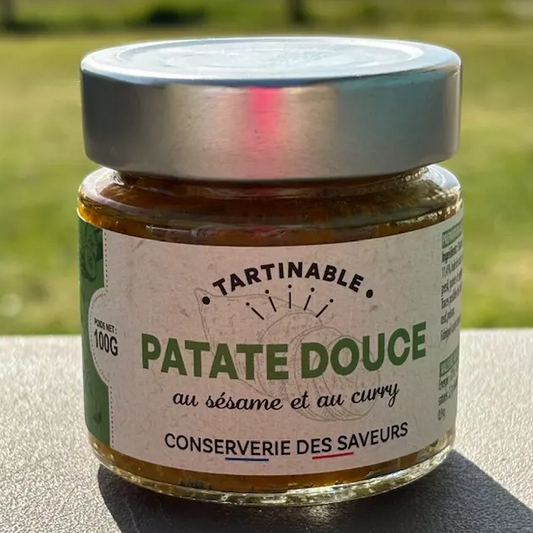 • TARTINABLE •
PATATE DOUCE
au sésame et au curry
CONSERVERIE DES SAVEURS
POIDS NET :
100G